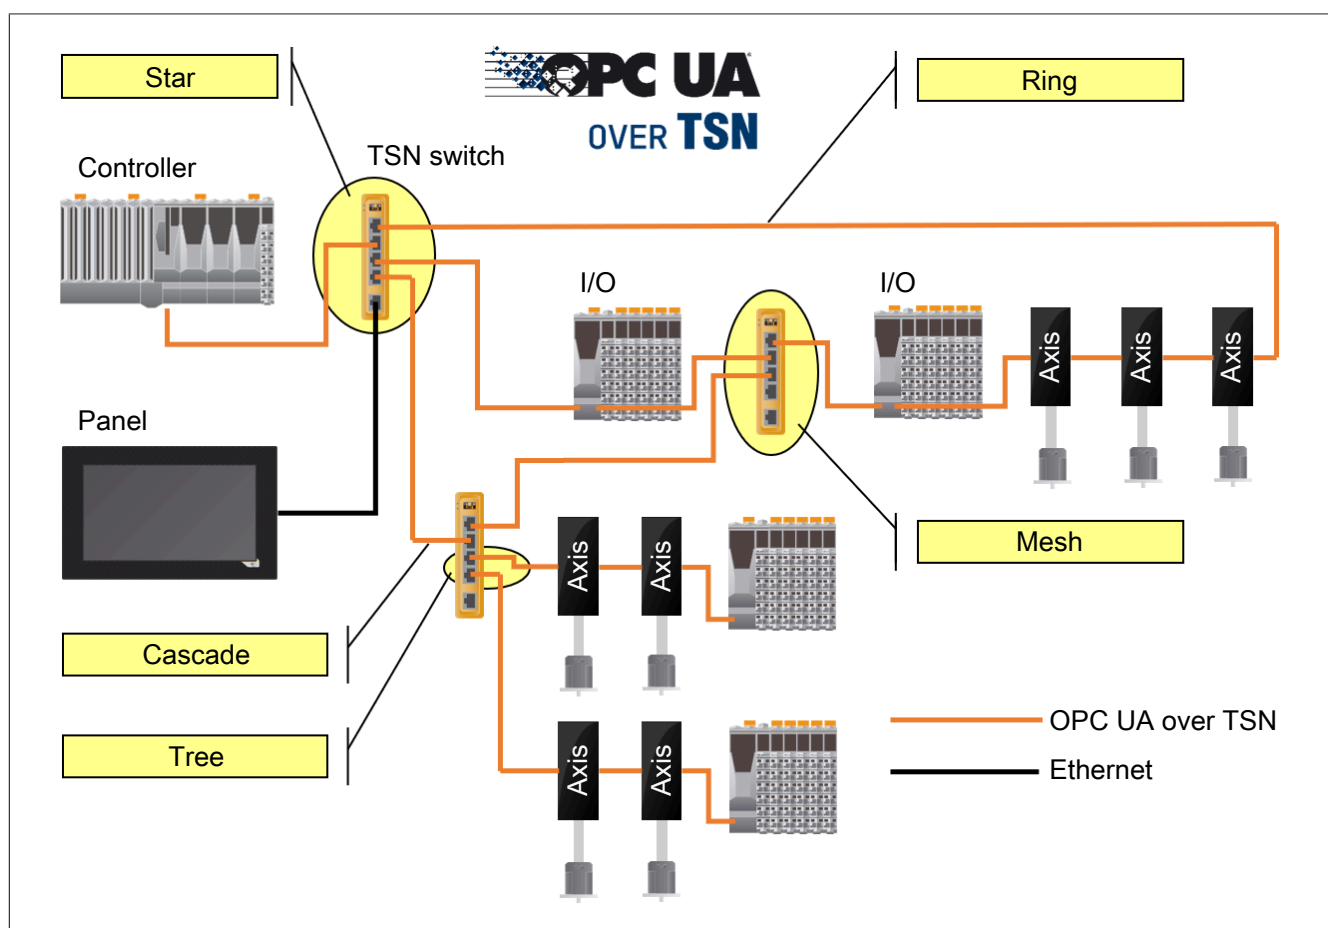 Star
OPC UA
OVER TSN
Ring
Controller
TSN switch
I/O
I/O
Axis
Axis
Axis
Panel
Mesh
Axis
Axis
Cascade
Tree
Axis
Axis
OPC UA over TSN
Ethernet